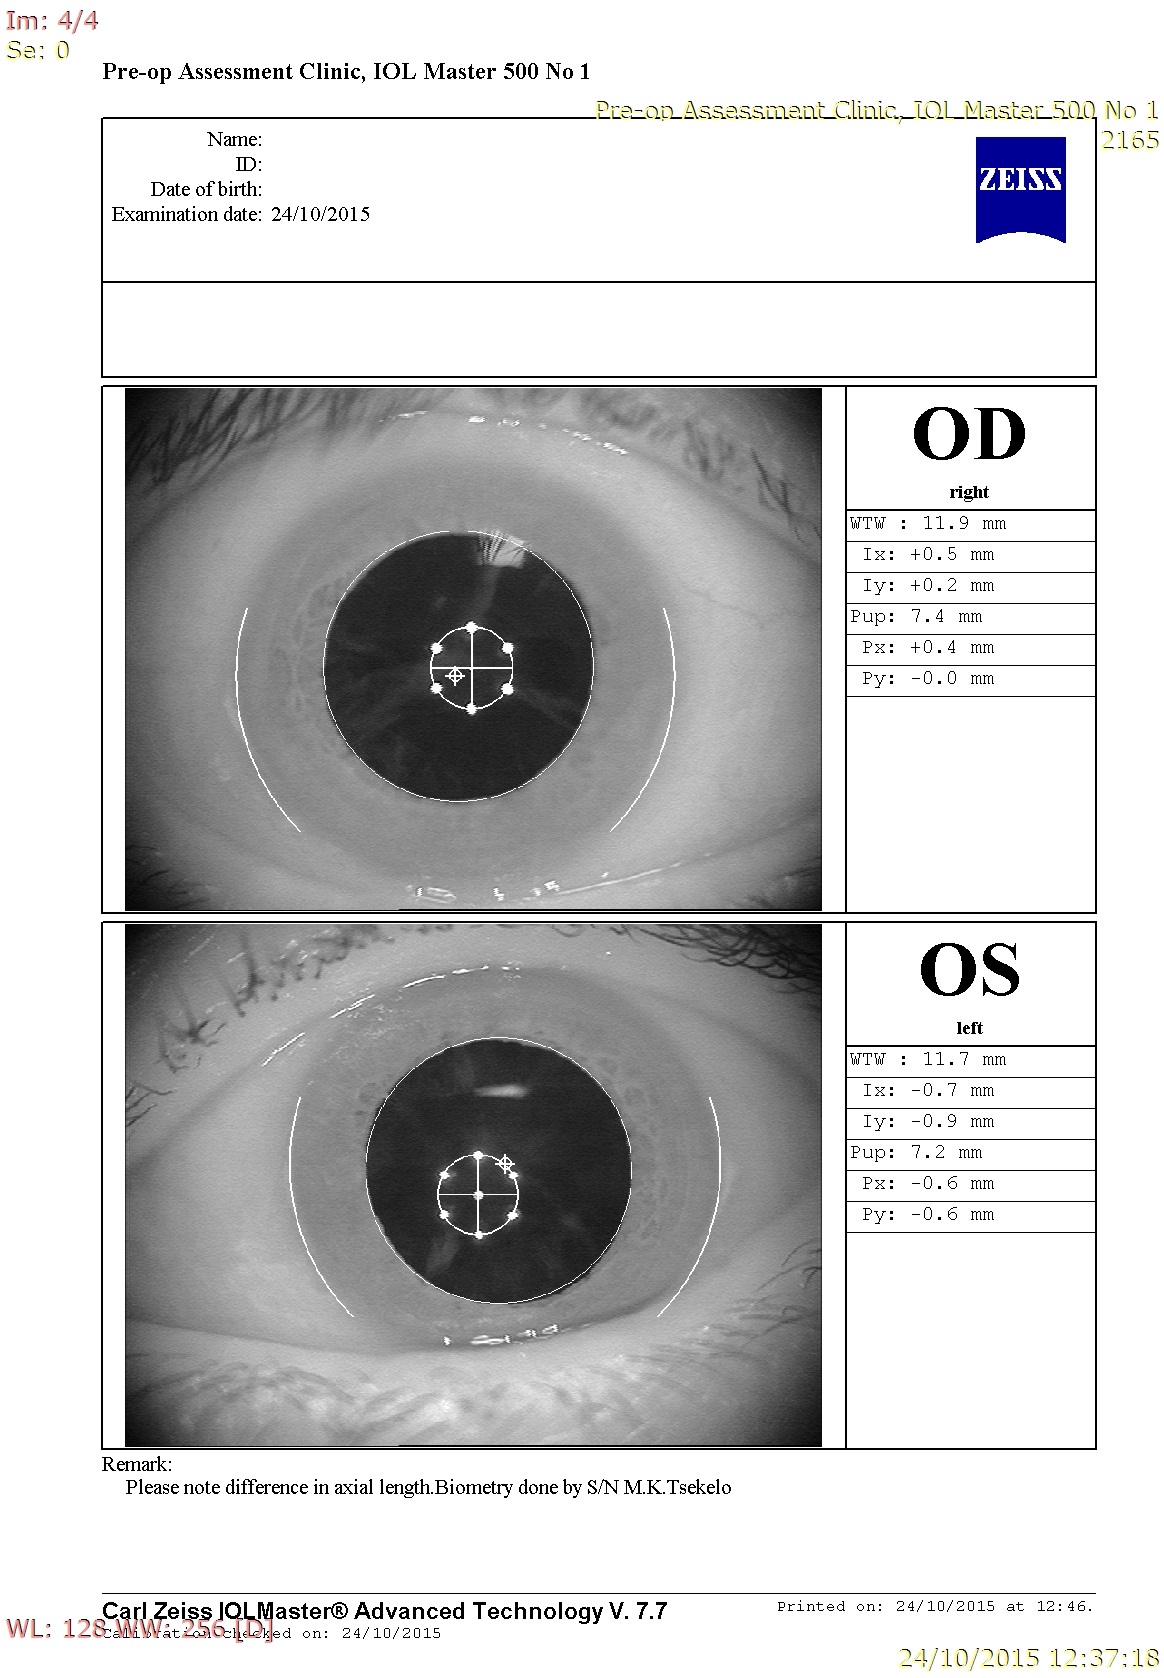 Im: 4/4
Se: 0
Pre-op Assessment Clinic, IOL Master 500 No 1
Pre-op Assessment Clinic, IOL Master 500 No 1
2165
Name:
ID:
Date of birth:
Examination date: 24/10/2015
ZEISS
OD
right
WTW : 11.9 mm
Ix: +0.5 mm
Iy: +0.2 mm
Pup: 7.4 mm
Px: +0.4 mm
Py: -0.0 mm
OS
left
WTW : 11.7 mm
Ix: -0.7 mm
Iy: -0.9 mm
Pup: 7.2 mm
Px: -0.6 mm
Py: -0.6 mm
Remark:
Please note difference in axial length.Biometry done by S/N M.K.Tsekelo
Carl Zeiss IOLMaster® Advanced Technology V. 7.7
Printed on: 24/10/2015 at 12:46.
WL: 128 WW: 256 [D]
Calibration checked on: 24/10/2015
24/10/2015 12:37:18